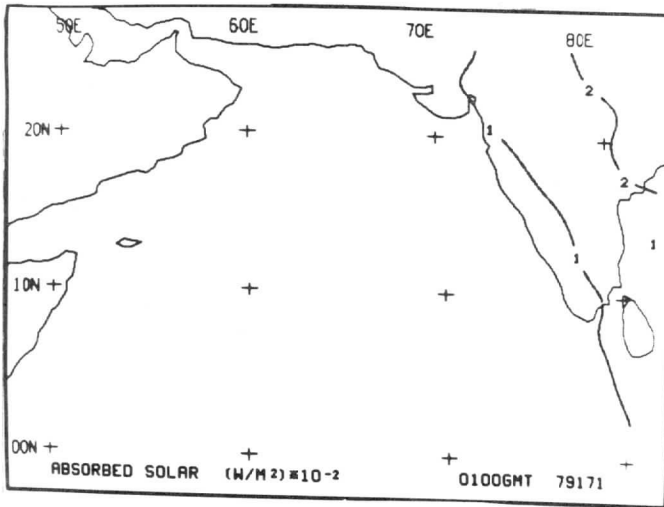 50E 60E 70E 80E
2
20N
1
2
1 1
10N
00N
ABSORBED SOLAR (W/M2)*10-2 0100GMT 79171